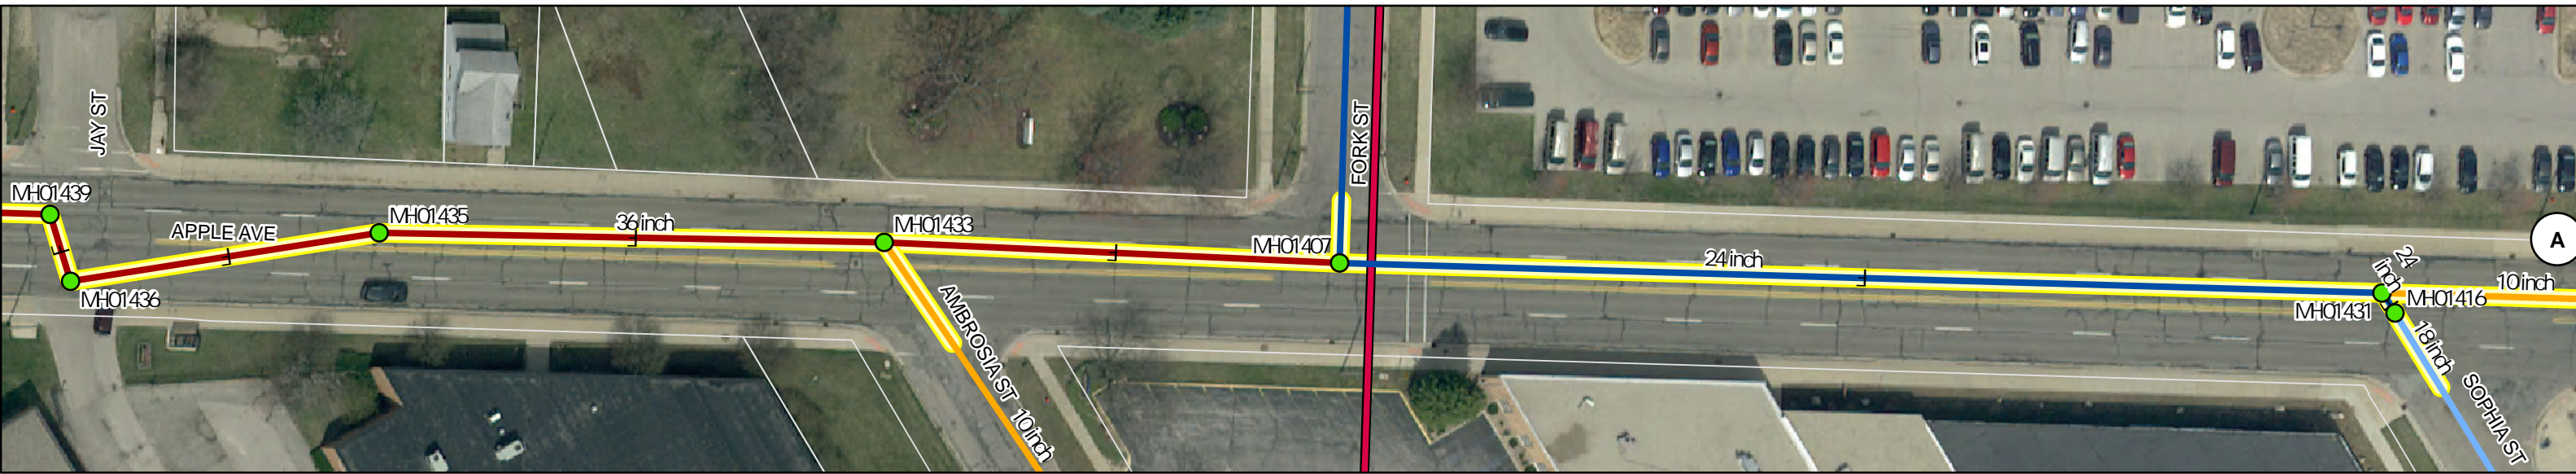 JAY ST
FORK ST
MH01439
MH01435
APPLE AVE
36 inch
MH01433
MH01407
24 inch
A
24
inch
10 inch
MH01436
MH01431
MH01416
AMBROSIA ST
10 inch
18 inch
SOPHIA ST